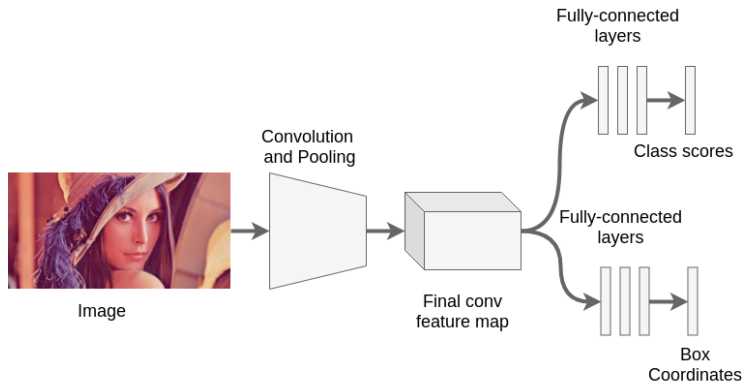 Fully-connected
layers
Class scores
Convolution
and Pooling
Image
Final conv
feature map
Fully-connected
layers
Box
Coordinates